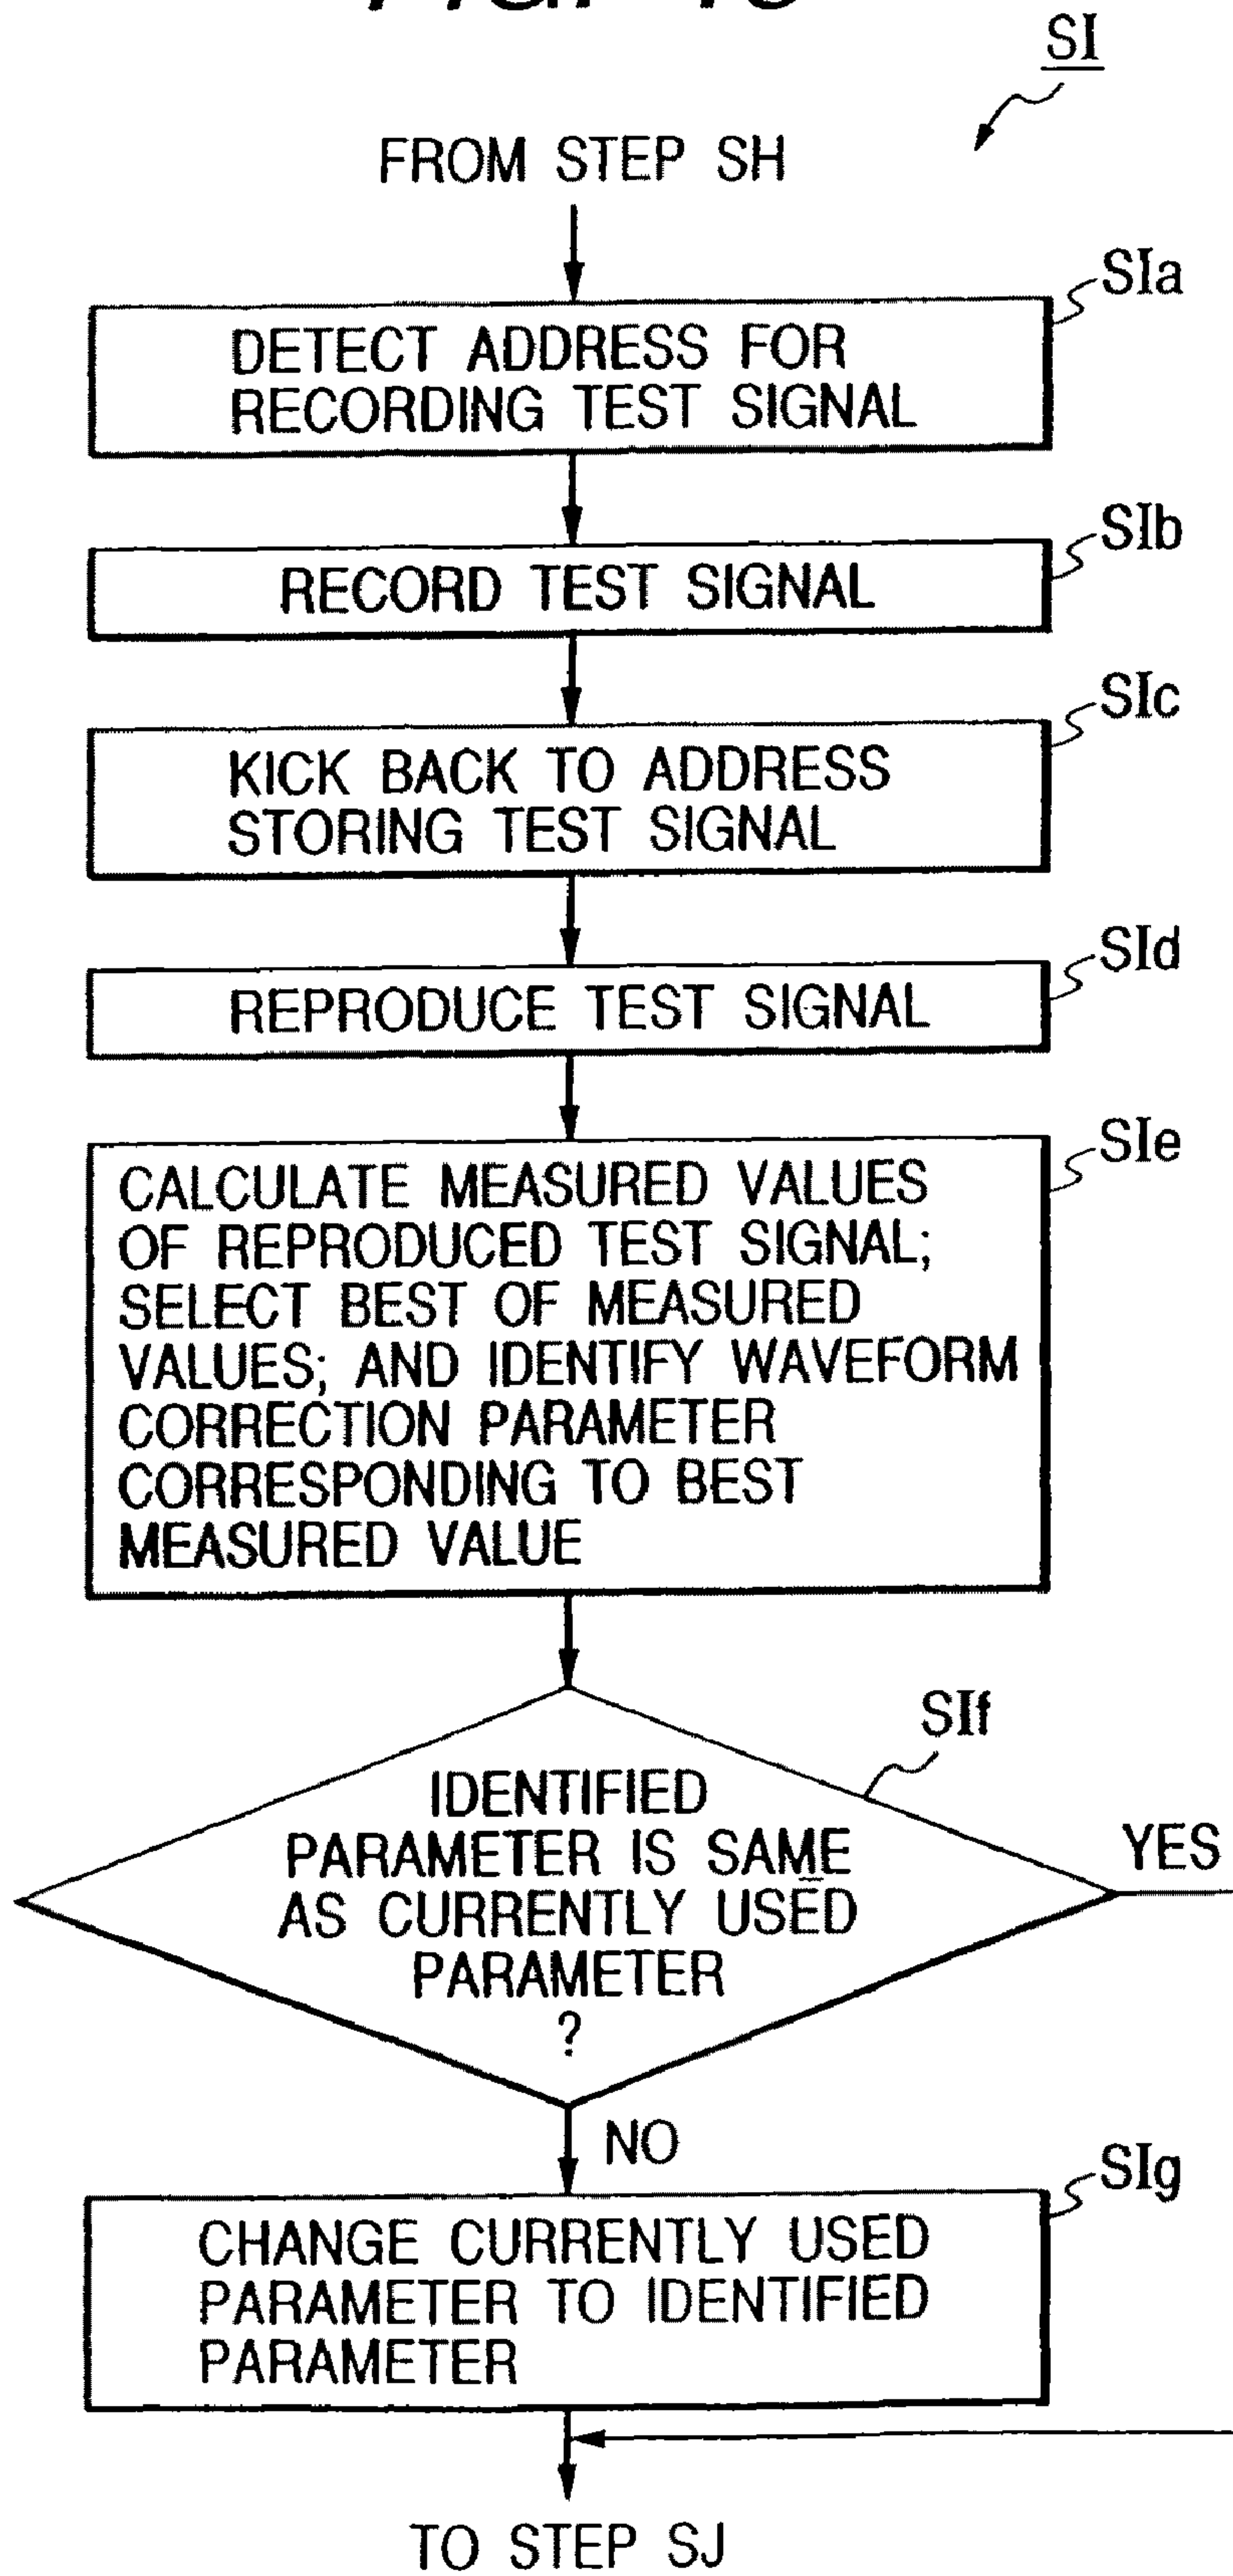 SI
FROM STEP SH
SIa
DETECT ADDRESS FOR
RECORDING TEST SIGNAL
SIb
RECORD TEST SIGNAL
SIc
KICK BACK TO ADDRESS
STORING TEST SIGNAL
SId
REPRODUCE TEST SIGNAL
SIe
CALCULATE MEASURED VALUES
OF REPRODUCED TEST SIGNAL;
SELECT BEST OF MEASURED
VALUES; AND IDENTIFY WAVEFORM
CORRECTION PARAMETER
CORRESPONDING TO BEST
MEASURED VALUE
SIf
IDENTIFIED
PARAMETER IS SAME
AS CURRENTLY USED
PARAMETER
?
YES
NO
SIg
CHANGE CURRENTLY USED
PARAMETER TO IDENTIFIED
PARAMETER
TO STEP SJ